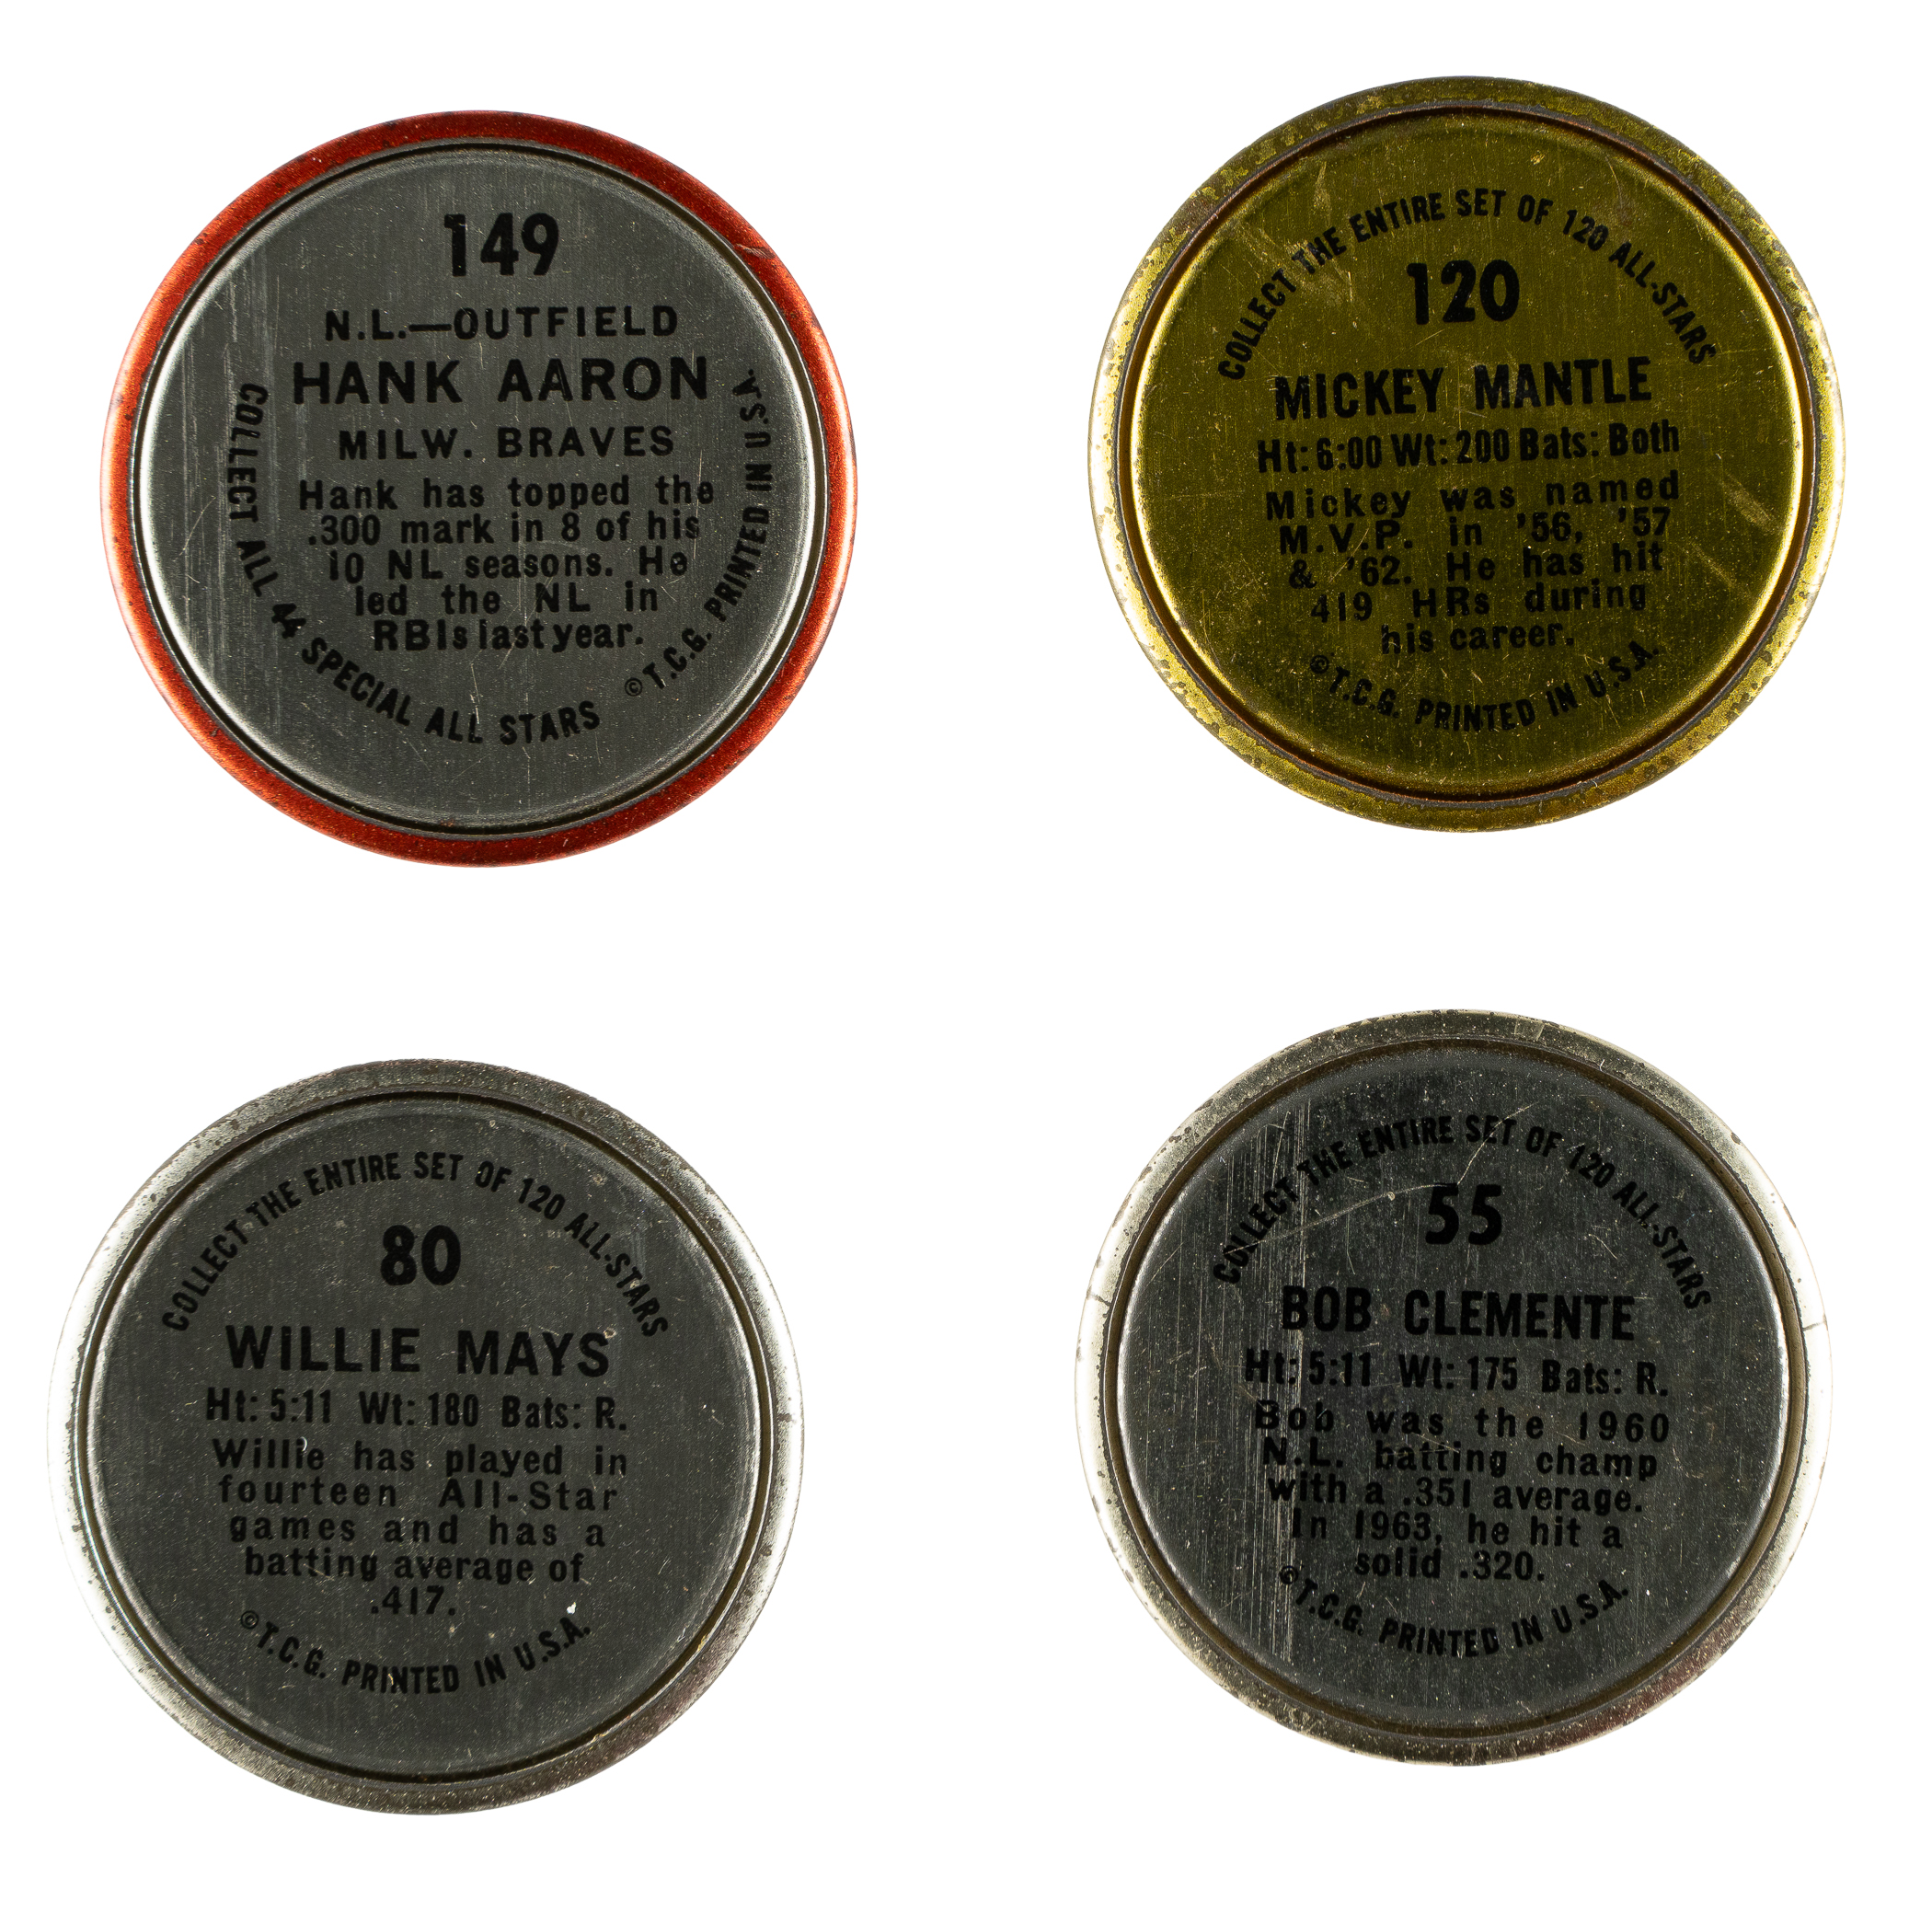 149
N.L.—OUTFIELD
HANK AARON
MILW. BRAVES
Hank has topped the
.300 mark in 8 of his
10 NL seasons. He
led the NL in
RBIs last year.
COLLECT ALL 44 SPECIAL ALL STARS
© T.C.G. PRINTED IN U.S.A.
COLLECT THE ENTIRE SET OF 120 ALL-STARS
120
MICKEY MANTLE
Ht: 6:00 Wt: 200 Bats: Both
Mickey was named
M.V.P. in '56, '57
& '62. He has hit
419 HRs during
his career.
© T.C.G. PRINTED IN U.S.A.
COLLECT THE ENTIRE SET OF 120 ALL-STARS
80
WILLIE MAYS
Ht: 5:11 Wt: 180 Bats: R.
Willie has played in
fourteen All-Star
games and has a
batting average of
.417.
© T.C.G. PRINTED IN U.S.A.
COLLECT THE ENTIRE SET OF 120 ALL-STARS
55
BOB CLEMENTE
Ht: 5:11 Wt: 175 Bats: R.
Bob was the 1960
N.L. batting champ
with a .351 average.
In 1963, he hit a
solid .320.
© T.C.G. PRINTED IN U.S.A.